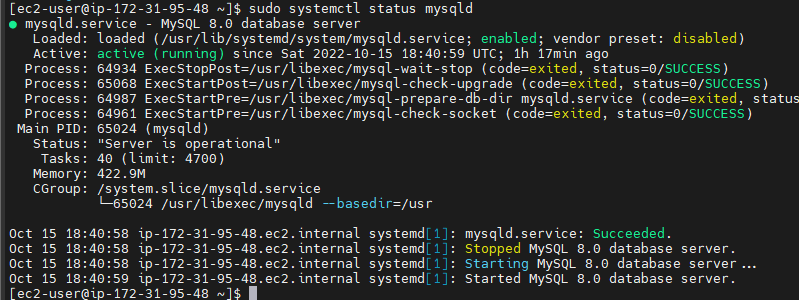 [ec2-user@ip-172-31-95-48 ~]$ sudo systemctl status mysqld
● mysqld.service - MySQL 8.0 database server
   Loaded: loaded (/usr/lib/systemd/system/mysqld.service; enabled; vendor preset: disabled)
   Active: active (running) since Sat 2022-10-15 18:40:59 UTC; 1h 17min ago
  Process: 64934 ExecStopPost=/usr/libexec/mysql-wait-stop (code=exited, status=0/SUCCESS)
  Process: 65068 ExecStartPost=/usr/libexec/mysql-check-upgrade (code=exited, status=0/SUCCESS)
  Process: 64987 ExecStartPre=/usr/libexec/mysql-prepare-db-dir mysqld.service (code=exited, status
  Process: 64961 ExecStartPre=/usr/libexec/mysql-check-socket (code=exited, status=0/SUCCESS)
 Main PID: 65024 (mysqld)
   Status: "Server is operational"
    Tasks: 40 (limit: 4700)
   Memory: 422.9M
   CGroup: /system.slice/mysqld.service
           └─65024 /usr/libexec/mysqld --basedir=/usr
Oct 15 18:40:58 ip-172-31-95-48.ec2.internal systemd[1]: mysqld.service: Succeeded.
Oct 15 18:40:58 ip-172-31-95-48.ec2.internal systemd[1]: Stopped MySQL 8.0 database server.
Oct 15 18:40:58 ip-172-31-95-48.ec2.internal systemd[1]: Starting MySQL 8.0 database server...
Oct 15 18:40:59 ip-172-31-95-48.ec2.internal systemd[1]: Started MySQL 8.0 database server.
[ec2-user@ip-172-31-95-48 ~]$